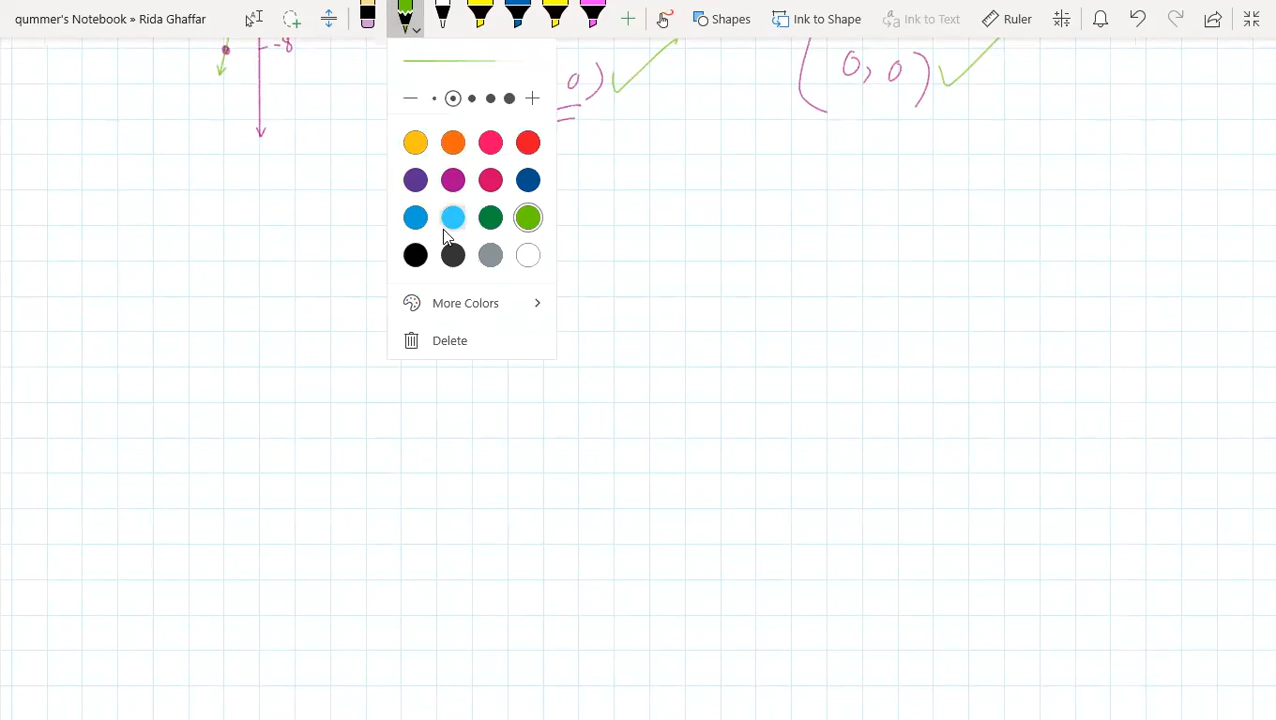 qummer's Notebook » Rida Ghaffar
Shapes
Ink to Shape
Ink to Text
Ruler
-8
0)
0, 0)
More Colors
Delete